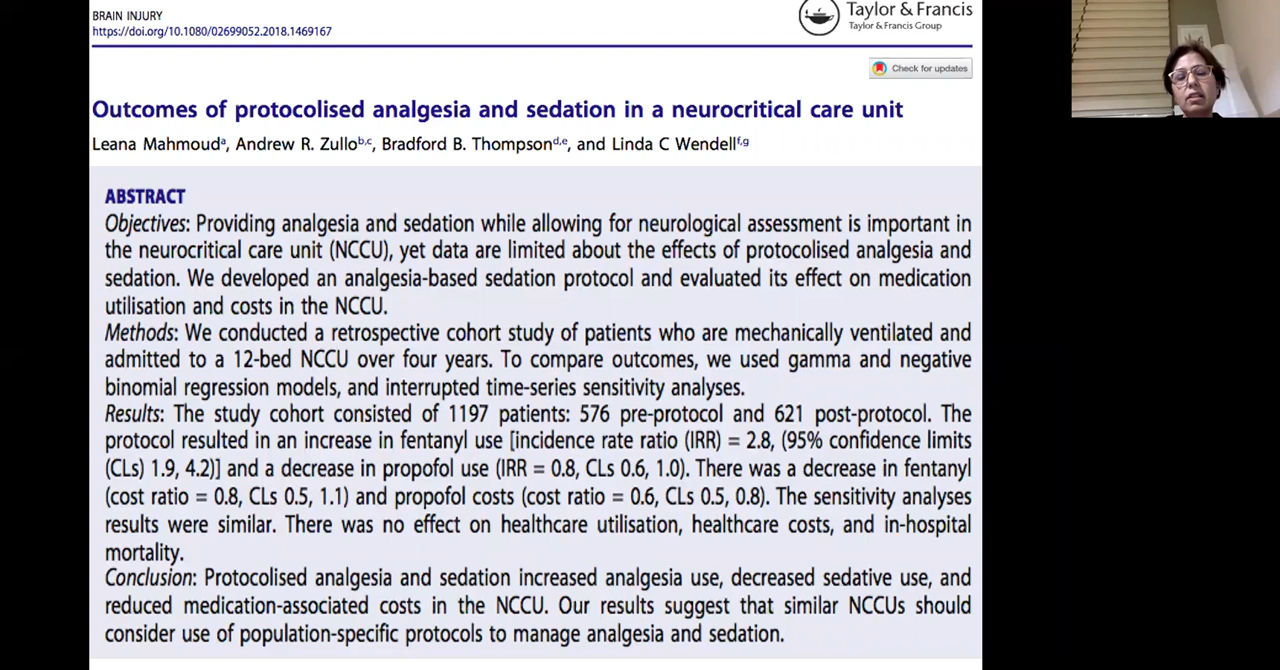 BRAIN INJURY
https://doi.org/10.1080/02699052.2018.1469167
Taylor & Francis
Taylor & Francis Group
Check for updates
Outcomes of protocolised analgesia and sedation in a neurocritical care unit
Leana Mahmoudᵃ, Andrew R. Zulloᵇ,ᶜ, Bradford B. Thompsonᵈ,ᵉ, and Linda C Wendellᶠ,ᵍ
ABSTRACT
Objectives: Providing analgesia and sedation while allowing for neurological assessment is important in
the neurocritical care unit (NCCU), yet data are limited about the effects of protocolised analgesia and
sedation. We developed an analgesia-based sedation protocol and evaluated its effect on medication
utilisation and costs in the NCCU.
Methods: We conducted a retrospective cohort study of patients who are mechanically ventilated and
admitted to a 12-bed NCCU over four years. To compare outcomes, we used gamma and negative
binomial regression models, and interrupted time-series sensitivity analyses.
Results: The study cohort consisted of 1197 patients: 576 pre-protocol and 621 post-protocol. The
protocol resulted in an increase in fentanyl use [incidence rate ratio (IRR) = 2.8, (95% confidence limits
(CLs) 1.9, 4.2)] and a decrease in propofol use (IRR = 0.8, CLs 0.6, 1.0). There was a decrease in fentanyl
(cost ratio = 0.8, CLs 0.5, 1.1) and propofol costs (cost ratio = 0.6, CLs 0.5, 0.8). The sensitivity analyses
results were similar. There was no effect on healthcare utilisation, healthcare costs, and in-hospital
mortality.
Conclusion: Protocolised analgesia and sedation increased analgesia use, decreased sedative use, and
reduced medication-associated costs in the NCCU. Our results suggest that similar NCCUs should
consider use of population-specific protocols to manage analgesia and sedation.